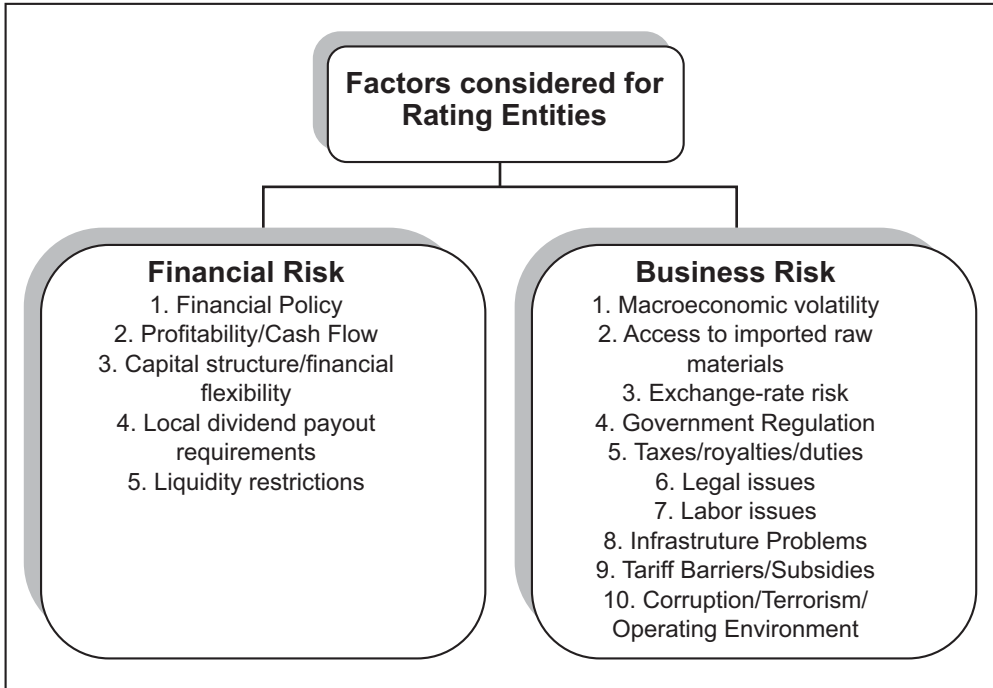 Factors considered for
Rating Entities
Financial Risk
1. Financial Policy
2. Profitability/Cash Flow
3. Capital structure/financial
flexibility
4. Local dividend payout
requirements
5. Liquidity restrictions
Business Risk
1. Macroeconomic volatility
2. Access to imported raw
materials
3. Exchange-rate risk
4. Government Regulation
5. Taxes/royalties/duties
6. Legal issues
7. Labor issues
8. Infrastruture Problems
9. Tariff Barriers/Subsidies
10. Corruption/Terrorism/
Operating Environment